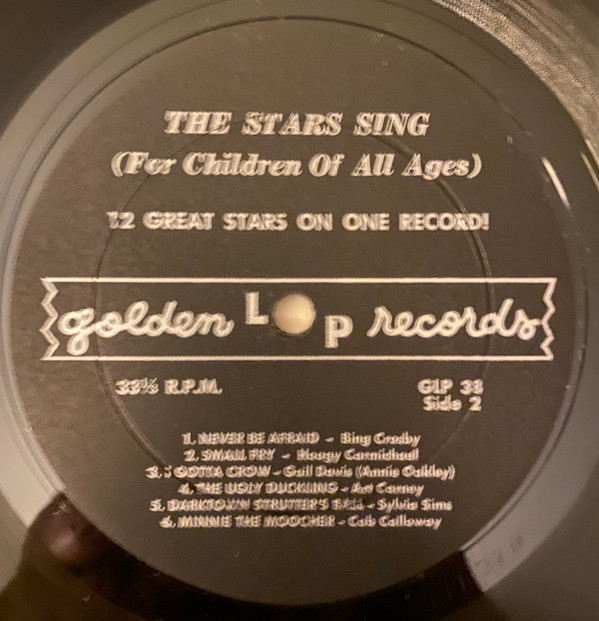 THE STARS SING
(For Children Of All Ages)
12 GREAT STARS ON ONE RECORD!
golden LP records
33⅓ R.P.M. GLP 38
Side 2
1. NEVER BE AFRAID - Bing Crosby
2. SMALL FRY - Hoagy Carmichael
3. I GOTTA CROW - Gail Davis (Annie Oakley)
4. THE UGLY DUCKLING - Art Carney
5. DARKTOWN STRUTTER'S BALL - Sylvia Sims
6. MINNIE THE MOOCHER - Cab Calloway